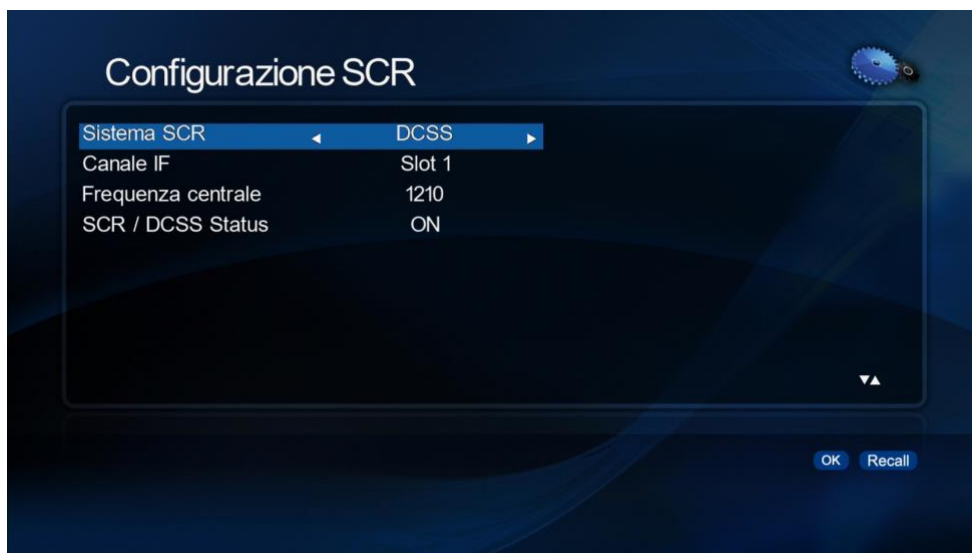 Configurazione SCR
Sistema SCR DCSS
Canale IF Slot 1
Frequenza centrale 1210
SCR / DCSS Status ON
OK Recall